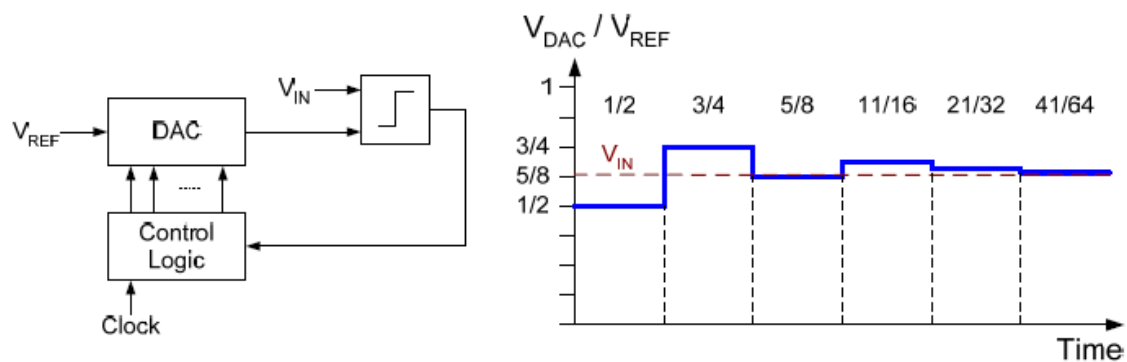 V_IN
V_REF
DAC
.....
Control
Logic
Clock
V_DAC / V_REF
1
1/2 3/4 5/8 11/16 21/32 41/64
3/4
V_IN
5/8
1/2
Time